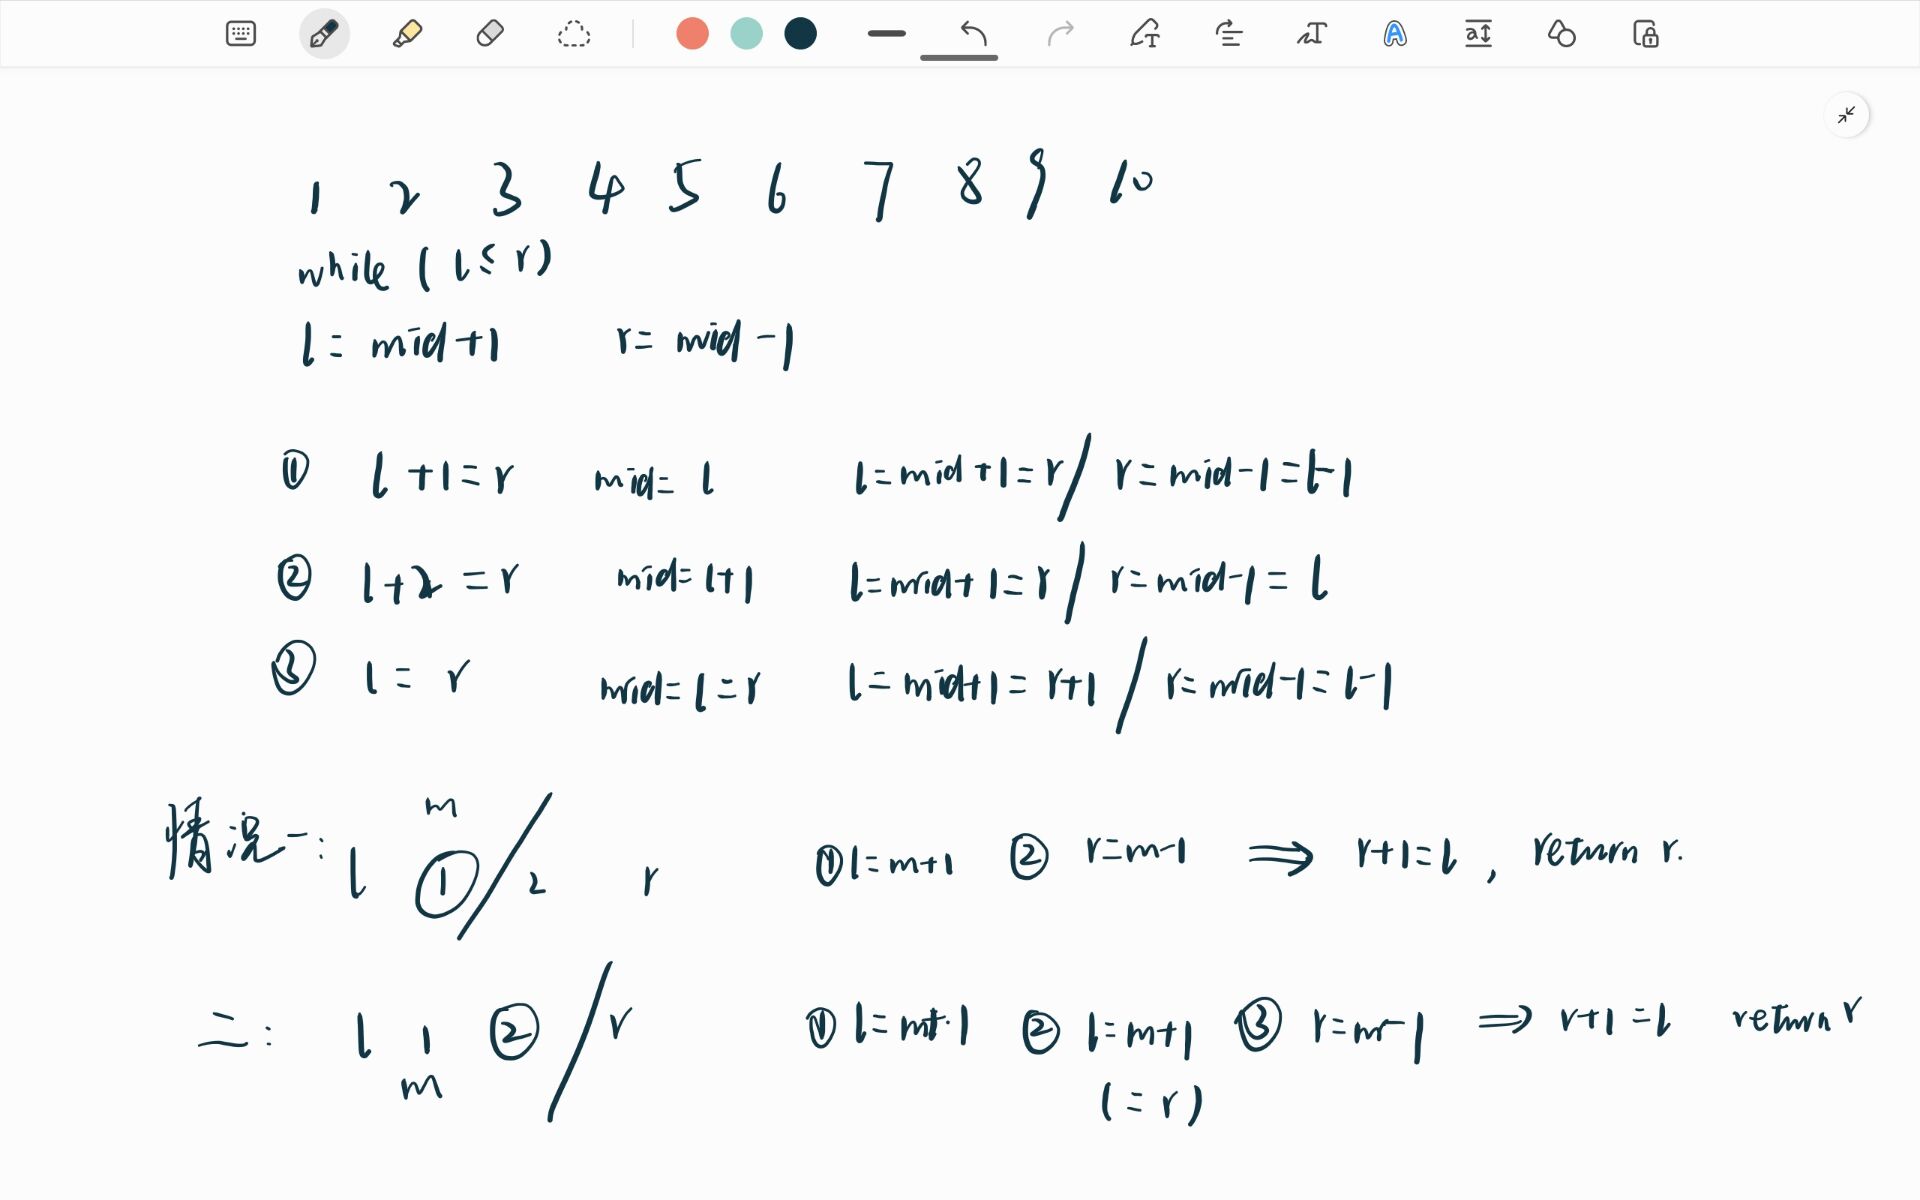 1 2 3 4 5 6 7 8 9 10
while (l≤r)
l = mid+1 r= mid -1
① l +1=r mid= l l=mid+1=r / r=mid-1=l-1
② l+2 =r mid=l+1 l=mid+1=r / r=mid-1= l
③ l= r mid=l=r l=mid+1= r+1 / r=mid-1=l-1
m
情况一: l ① / 2 r ① l=m+1 ② r=m-1 ⟹ r+1=l , return r.
二: l 1 ② / r ① l=m+1 ② l=m+1 ③ r=m-1 ⟹ r+1=l return r
m (=r)